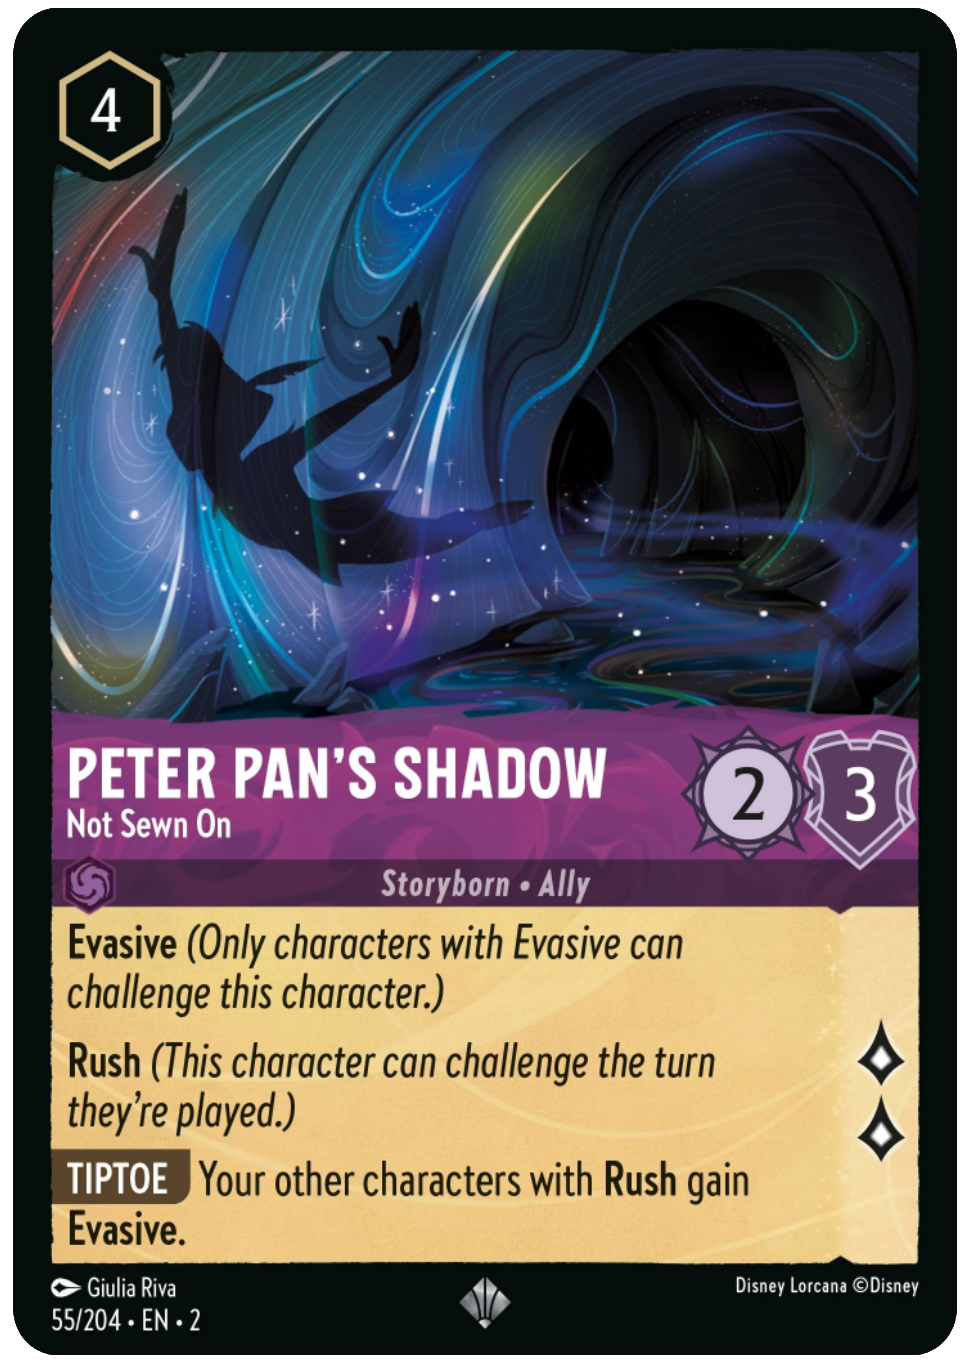 4
PETER PAN'S SHADOW
Not Sewn On
2
3
Storyborn • Ally
Evasive (Only characters with Evasive can
challenge this character.)
Rush (This character can challenge the turn
they're played.)
TIPTOE Your other characters with Rush gain
Evasive.
Giulia Riva
Disney Lorcana ©Disney
55/204 • EN • 2